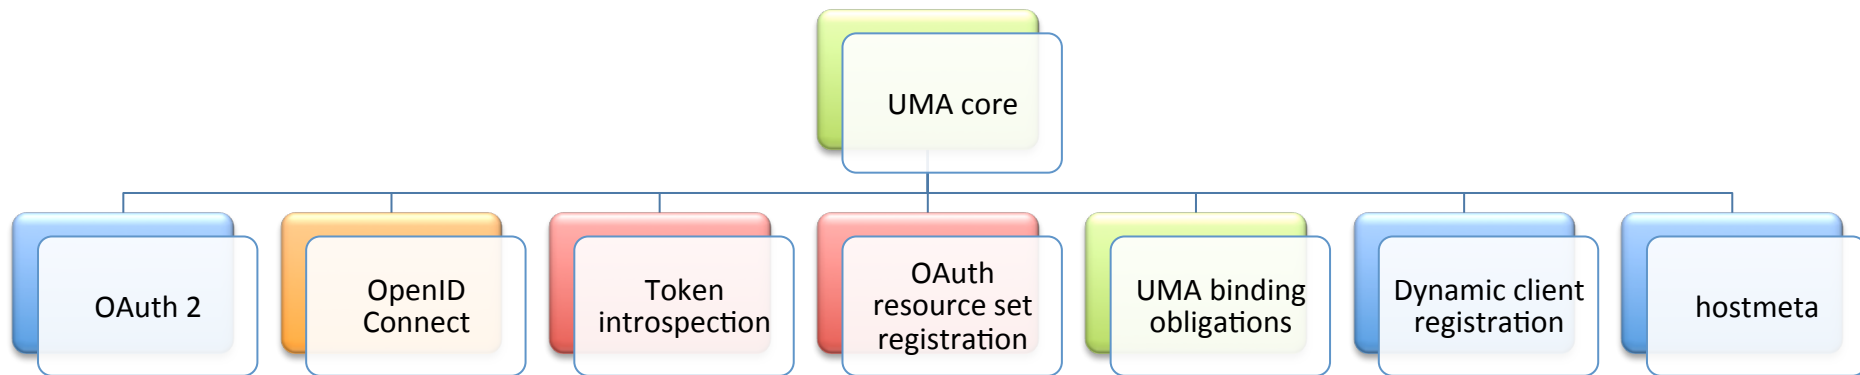 UMA core
OAuth 2
OpenID
Connect
Token
introspection
OAuth
resource set
registration
UMA binding
obligations
Dynamic client
registration
hostmeta